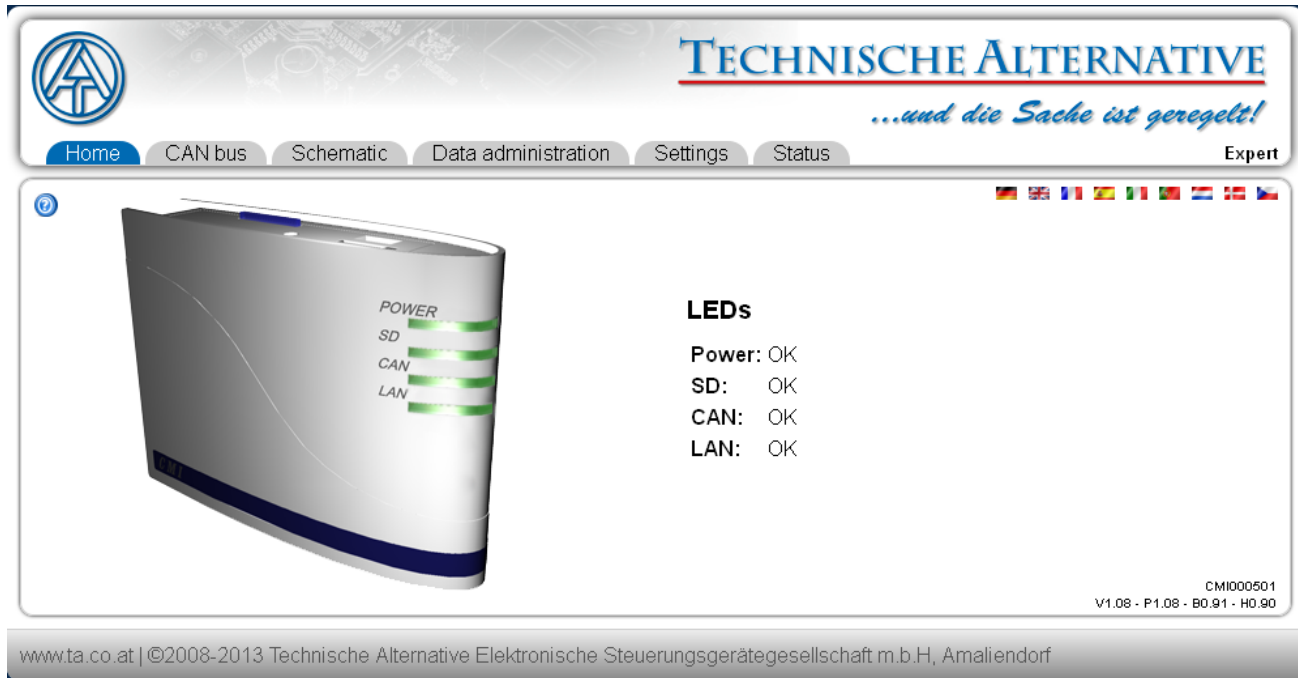 TECHNISCHE ALTERNATIVE
...und die Sache ist geregelt!
Home CAN bus Schematic Data administration Settings Status Expert
POWER
SD
CAN
LAN
CMI
LEDs
Power: OK
SD: OK
CAN: OK
LAN: OK
CMI000501
V1.08 - P1.08 - B0.91 - H0.90
www.ta.co.at | ©2008-2013 Technische Alternative Elektronische Steuerungsgerätegesellschaft m.b.H, Amaliendorf